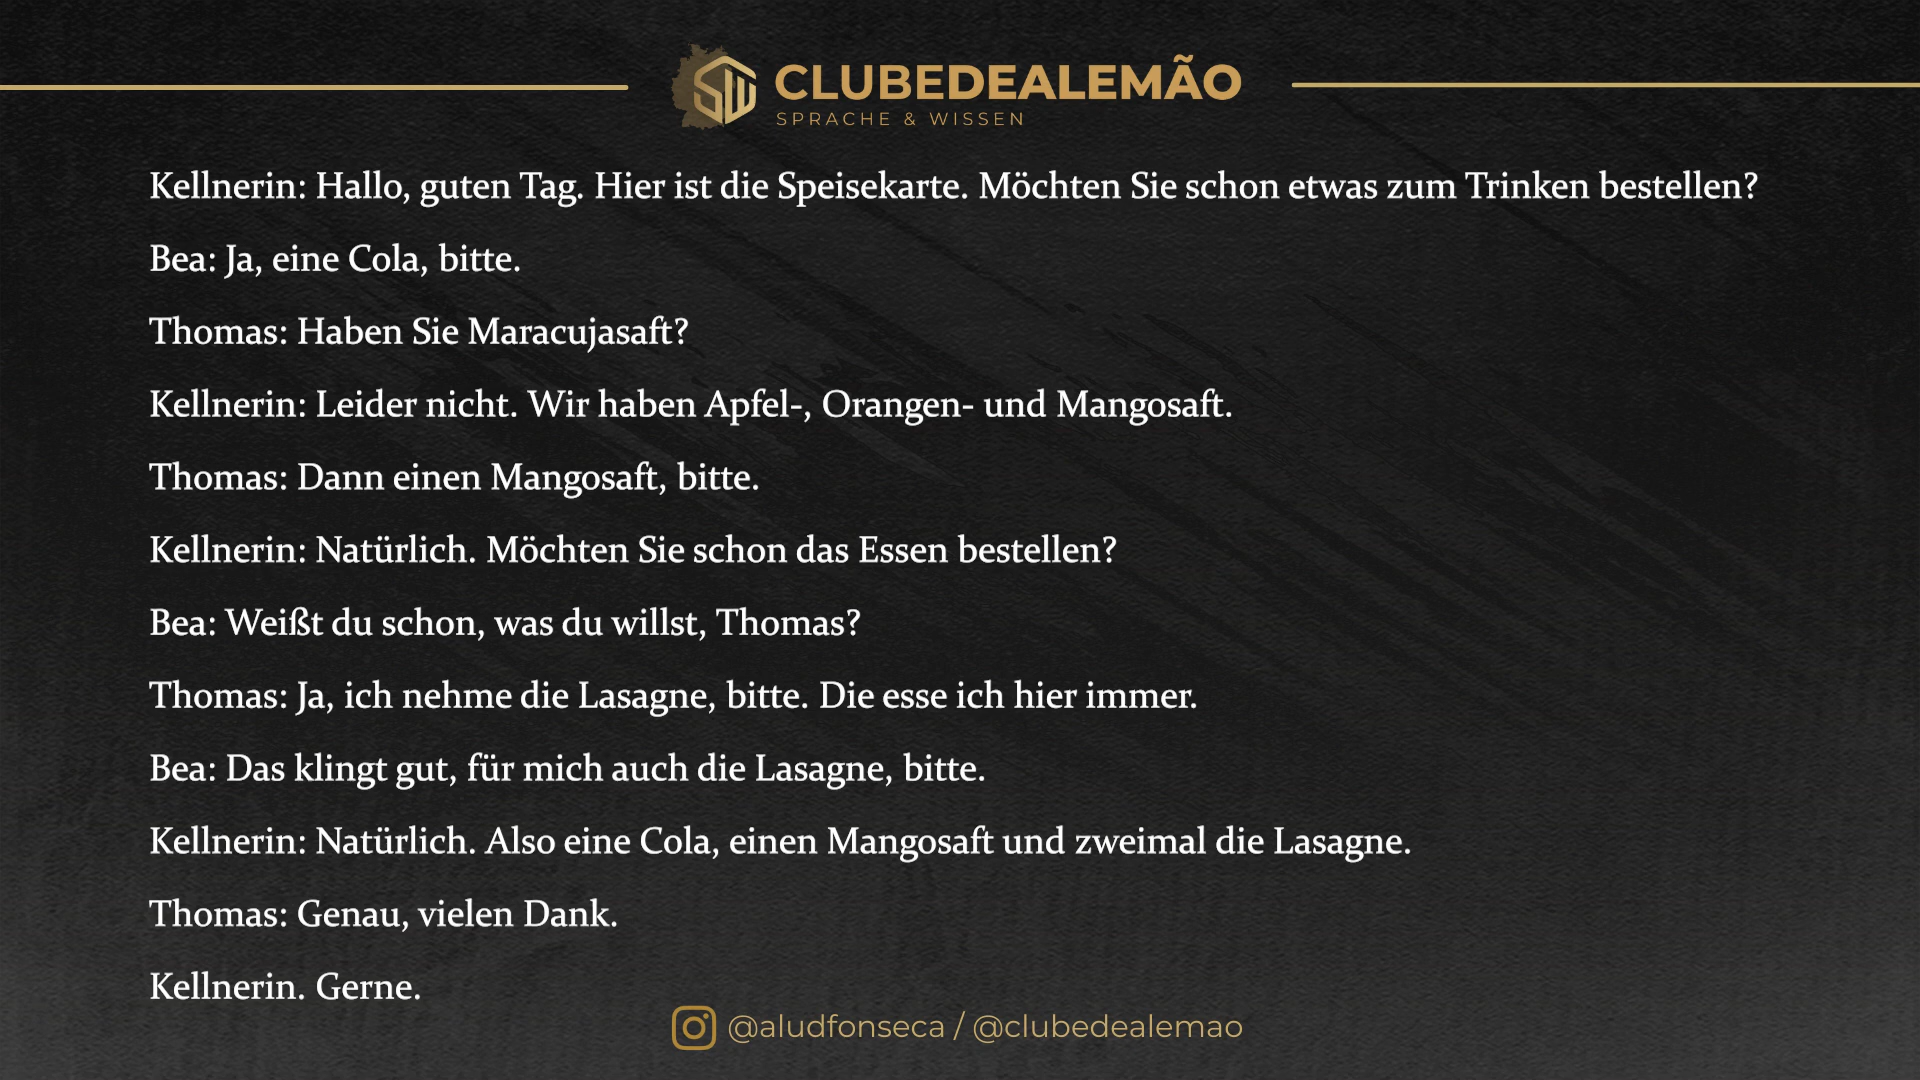 CLUBEDEALEMÃO
SPRACHE & WISSEN
Kellnerin: Hallo, guten Tag. Hier ist die Speisekarte. Möchten Sie schon etwas zum Trinken bestellen?
Bea: Ja, eine Cola, bitte.
Thomas: Haben Sie Maracujasaft?
Kellnerin: Leider nicht. Wir haben Apfel-, Orangen- und Mangosaft.
Thomas: Dann einen Mangosaft, bitte.
Kellnerin: Natürlich. Möchten Sie schon das Essen bestellen?
Bea: Weißt du schon, was du willst, Thomas?
Thomas: Ja, ich nehme die Lasagne, bitte. Die esse ich hier immer.
Bea: Das klingt gut, für mich auch die Lasagne, bitte.
Kellnerin: Natürlich. Also eine Cola, einen Mangosaft und zweimal die Lasagne.
Thomas: Genau, vielen Dank.
Kellnerin. Gerne.
@aludfonseca / @clubedealemao